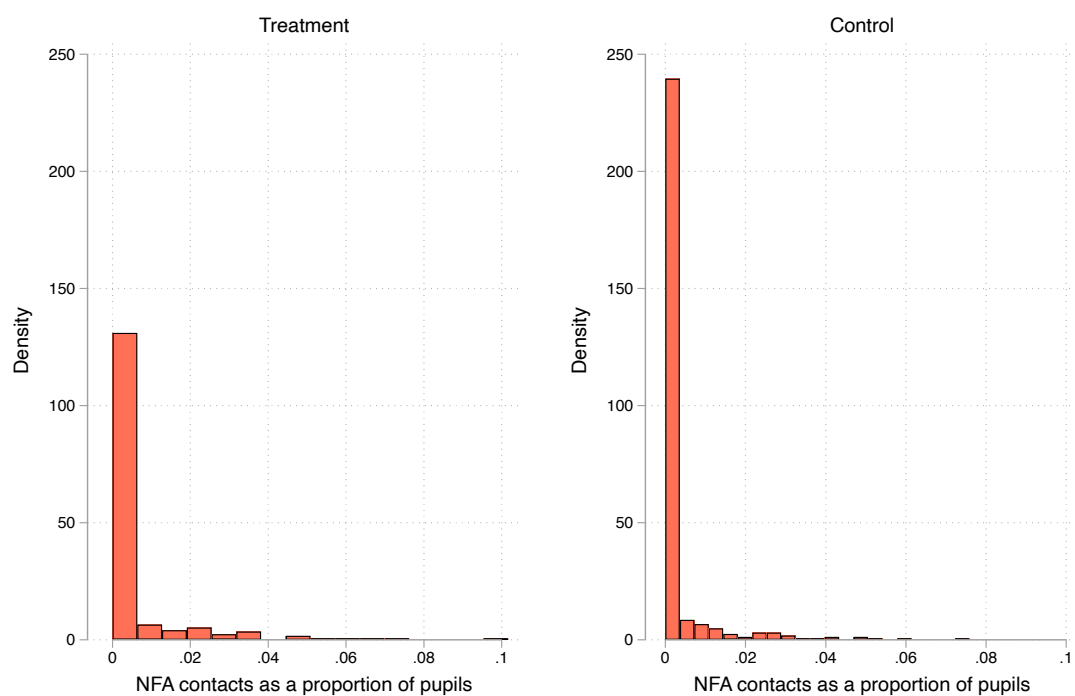 Treatment
250
200
150
100
50
0
Density
0 .02 .04 .06 .08 .1
NFA contacts as a proportion of pupils
Control
250
200
150
100
50
0
Density
0 .02 .04 .06 .08 .1
NFA contacts as a proportion of pupils